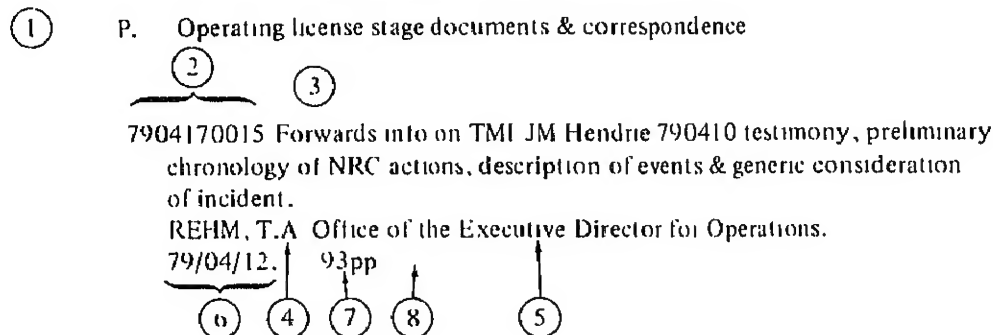 1 P. Operating license stage documents & correspondence
2 3
7904170015 Forwards info on TMI JM Hendrie 790410 testimony, preliminary
chronology of NRC actions, description of events & generic consideration
of incident.
REHM, T.A Office of the Executive Director for Operations.
79/04/12. 93pp
6 4 7 8 5